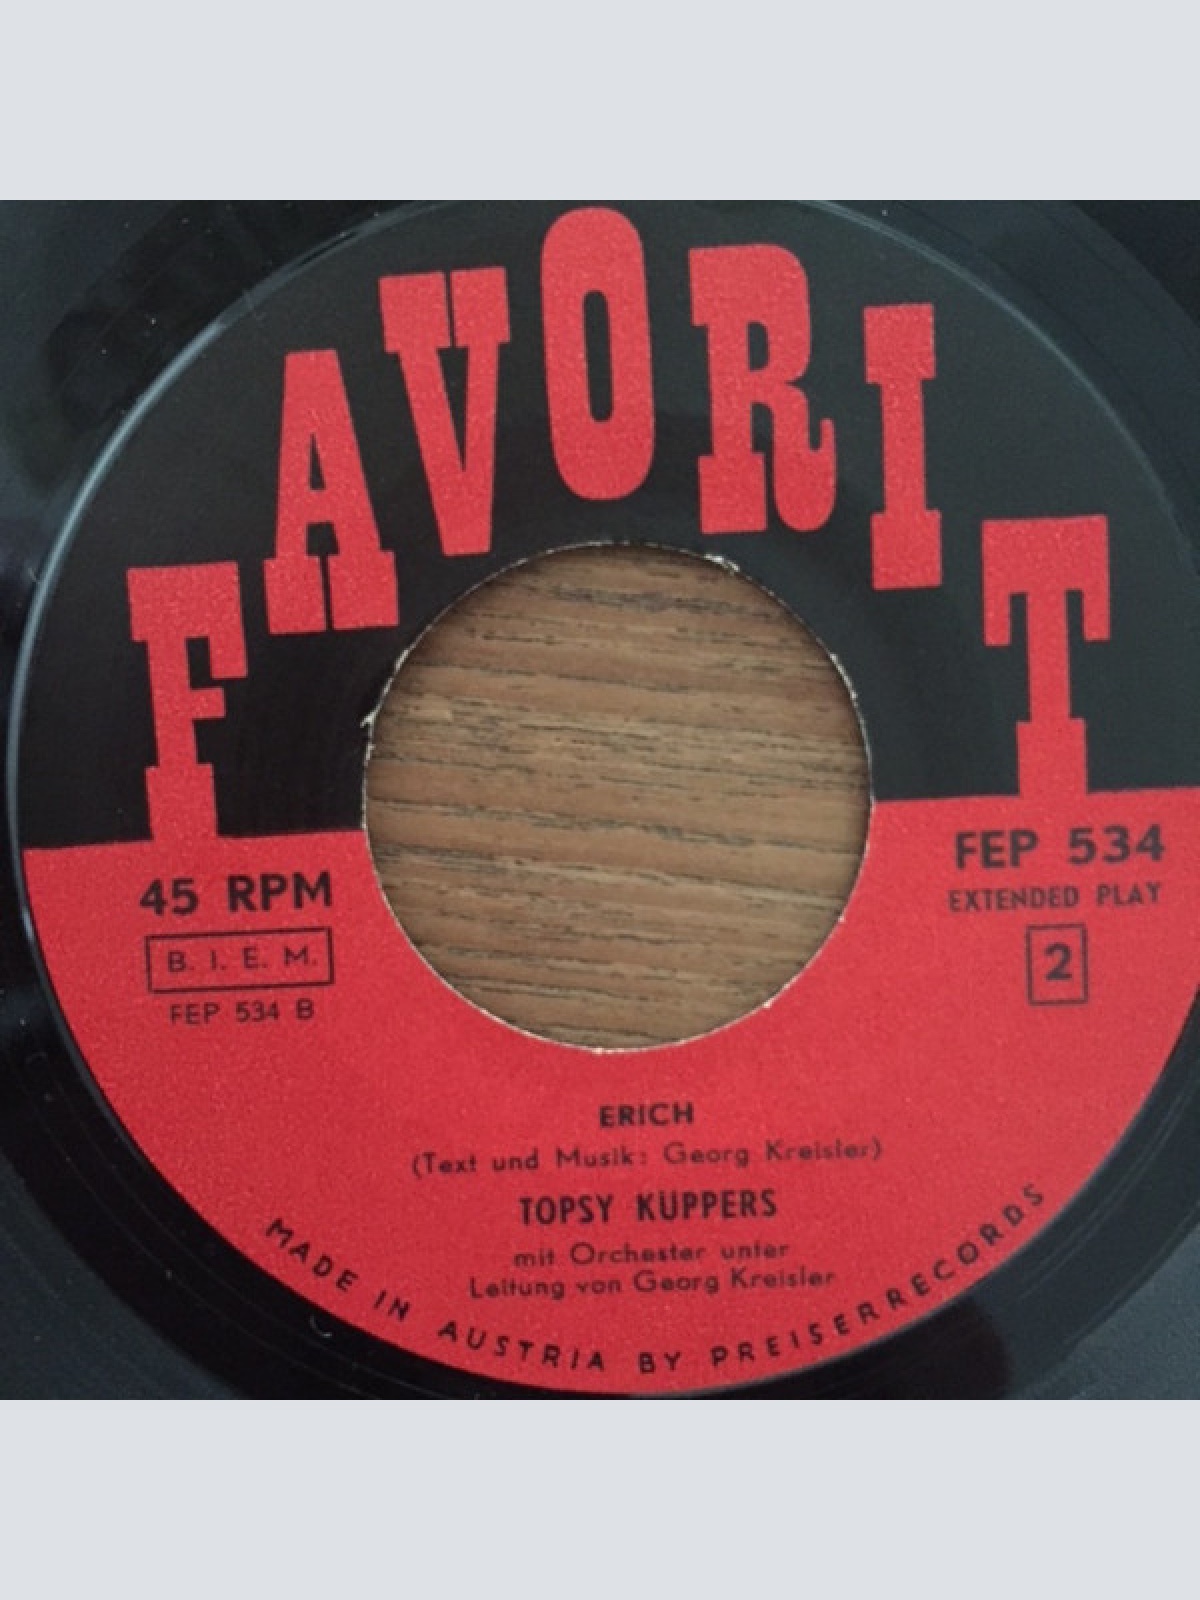 FAVORIT
45 RPM
B. I. E. M.
FEP 534 B
FEP 534
EXTENDED PLAY
2
ERICH
(Text und Musik: Georg Kreisler)
TOPSY KÜPPERS
mit Orchester unter
Leitung von Georg Kreisler
MADE IN AUSTRIA BY PREISERRECORDS